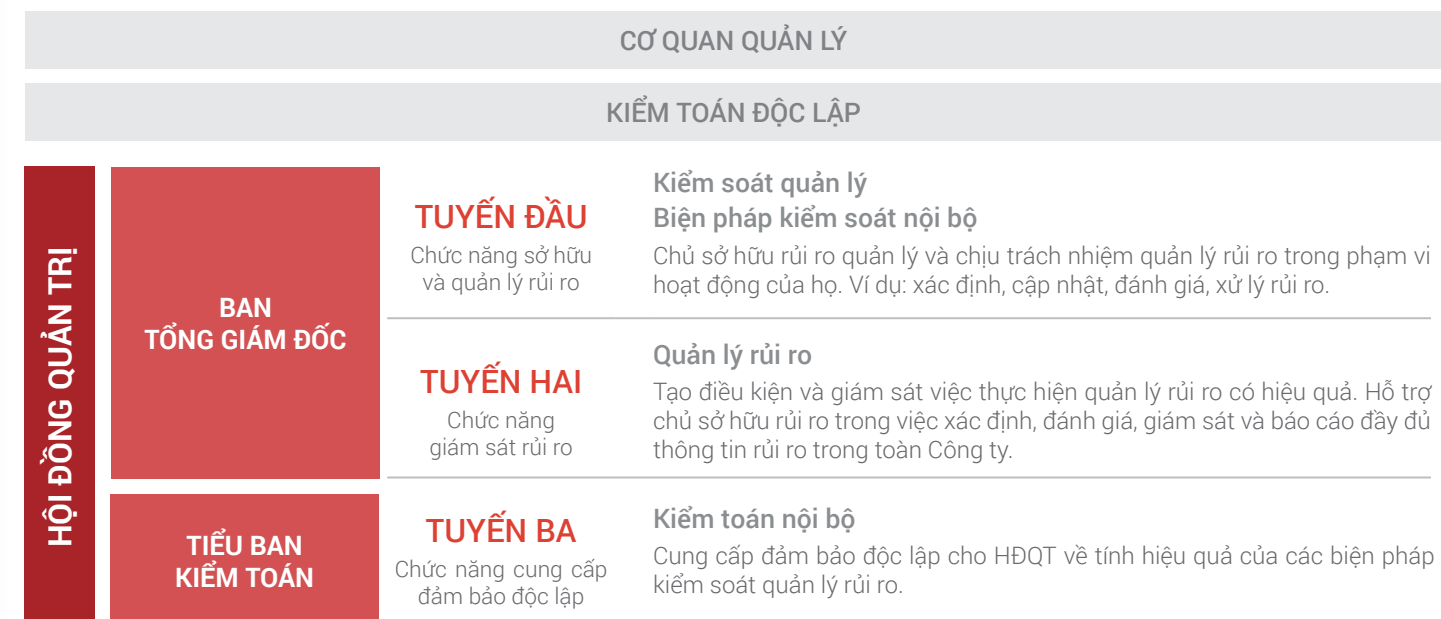 CƠ QUAN QUẢN LÝ
KIỂM TOÁN ĐỘC LẬP
HỘI ĐỒNG QUẢN TRỊ
BAN
TỔNG GIÁM ĐỐC
TUYẾN ĐẦU
Chức năng sở hữu
và quản lý rủi ro
Kiểm soát quản lý
Biện pháp kiểm soát nội bộ
Chủ sở hữu rủi ro quản lý và chịu trách nhiệm quản lý rủi ro trong phạm vi
hoạt động của họ. Ví dụ: xác định, cập nhật, đánh giá, xử lý rủi ro.
TUYẾN HAI
Chức năng
giám sát rủi ro
Quản lý rủi ro
Tạo điều kiện và giám sát việc thực hiện quản lý rủi ro có hiệu quả. Hỗ trợ
chủ sở hữu rủi ro trong việc xác định, đánh giá, giám sát và báo cáo đầy đủ
thông tin rủi ro trong toàn Công ty.
TIỂU BAN
KIỂM TOÁN
TUYẾN BA
Chức năng cung cấp
đảm bảo độc lập
Kiểm toán nội bộ
Cung cấp đảm bảo độc lập cho HĐQT về tính hiệu quả của các biện pháp
kiểm soát quản lý rủi ro.